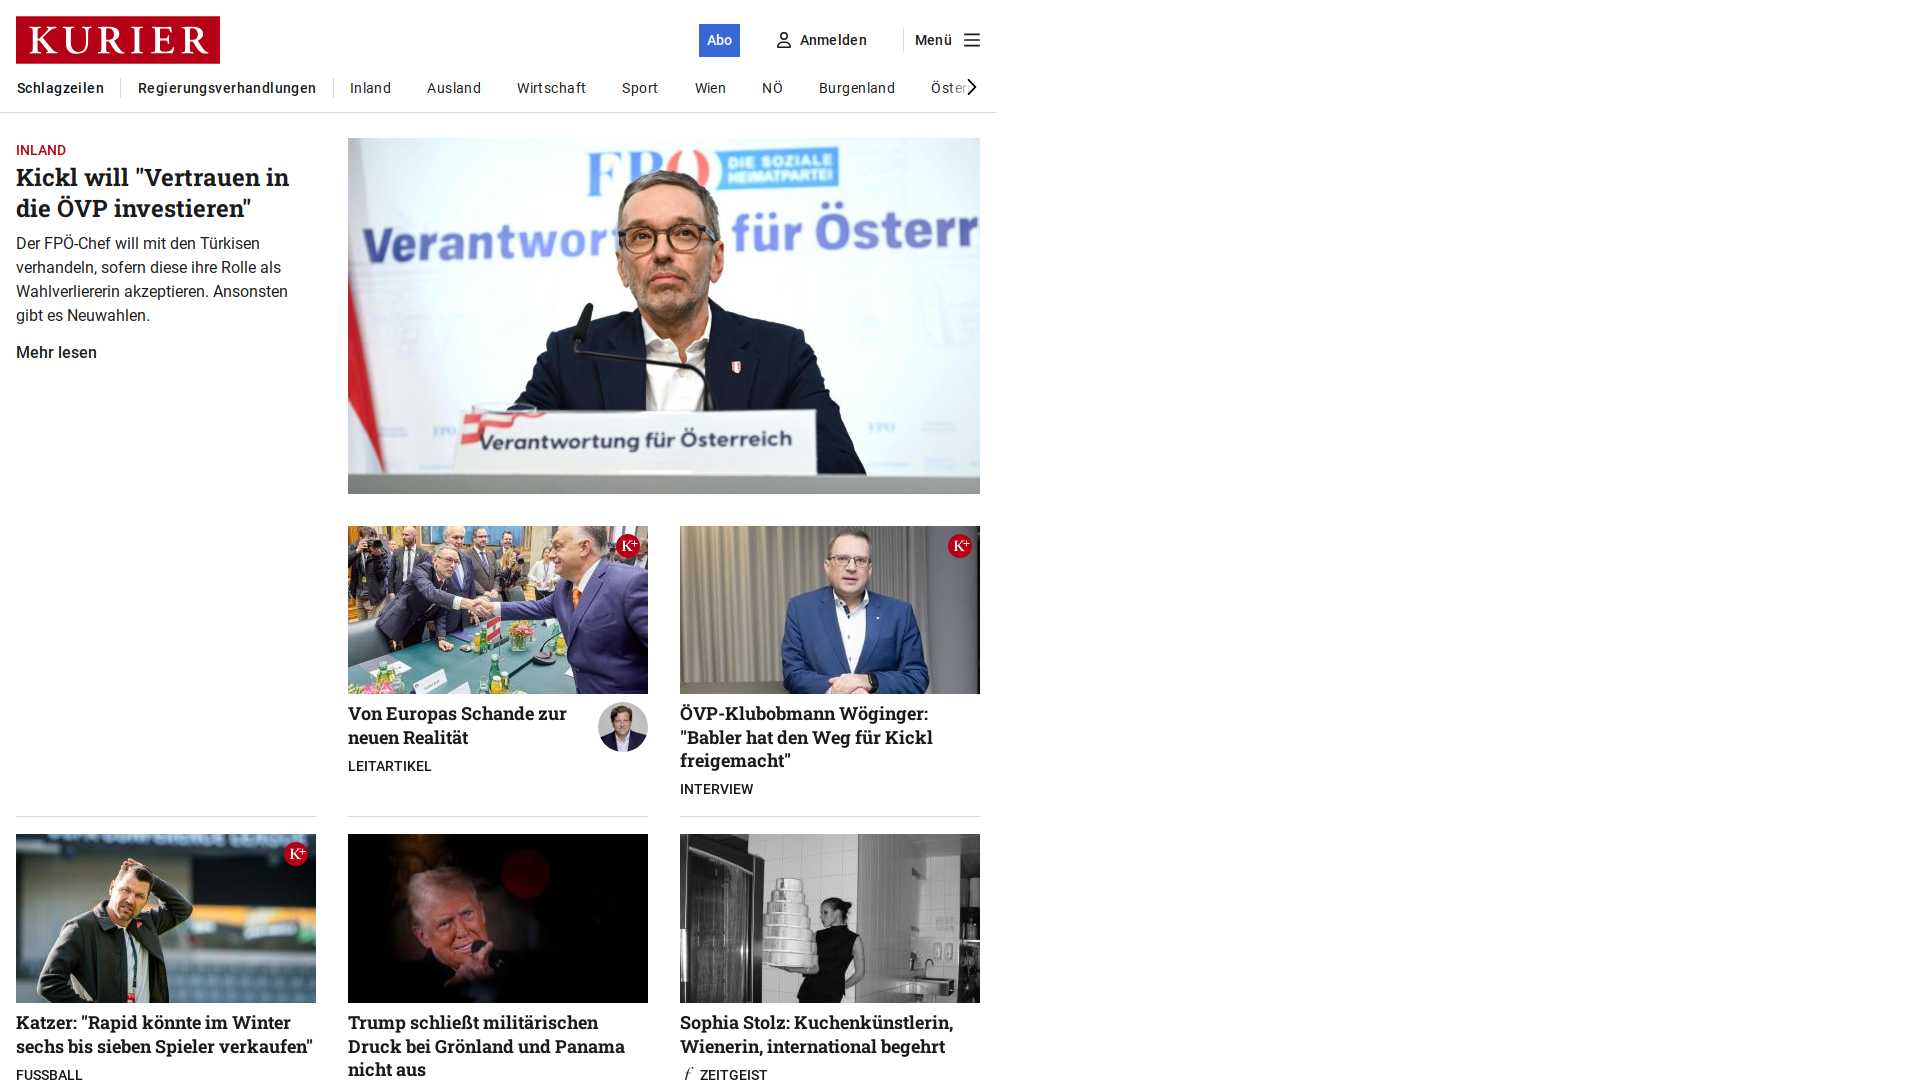 KURIER
Abo
Anmelden
Menü
Schlagzeilen
Regierungsverhandlungen
Inland
Ausland
Wirtschaft
Sport
Wien
NÖ
Burgenland
Öster
INLAND
Kickl will "Vertrauen in
die ÖVP investieren"
Der FPÖ-Chef will mit den Türkisen
verhandeln, sofern diese ihre Rolle als
Wahlverliererin akzeptieren. Ansonsten
gibt es Neuwahlen.
Mehr lesen
FPÖ DIE SOZIALE
HEIMATPARTEI
Verantwort für Österr
Verantwortung für Österreich
FPÖ
FPÖ
K+
K+
Von Europas Schande zur
neuen Realität
LEITARTIKEL
ÖVP-Klubobmann Wöginger:
"Babler hat den Weg für Kickl
freigemacht"
INTERVIEW
K+
Katzer: "Rapid könnte im Winter
sechs bis sieben Spieler verkaufen"
FUSSBALL
Trump schließt militärischen
Druck bei Grönland und Panama
nicht aus
Sophia Stolz: Kuchenkünstlerin,
Wienerin, international begehrt
f ZEITGEIST